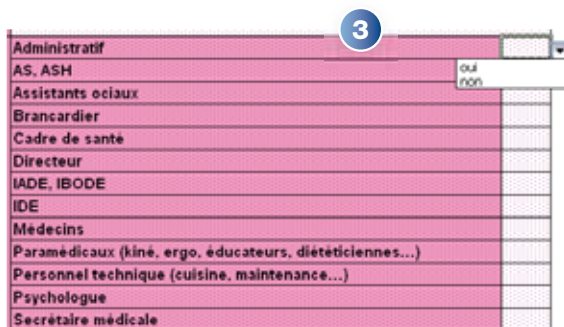 3
Administratif
oui
non
AS, ASH
Assistants ociaux
Brancardier
Cadre de santé
Directeur
IADE, IBODE
IDE
Médecins
Paramédicaux (kiné, ergo, éducateurs, diététiciennes...)
Personnel technique (cuisine, maintenance...)
Psychologue
Secrétaire médicale